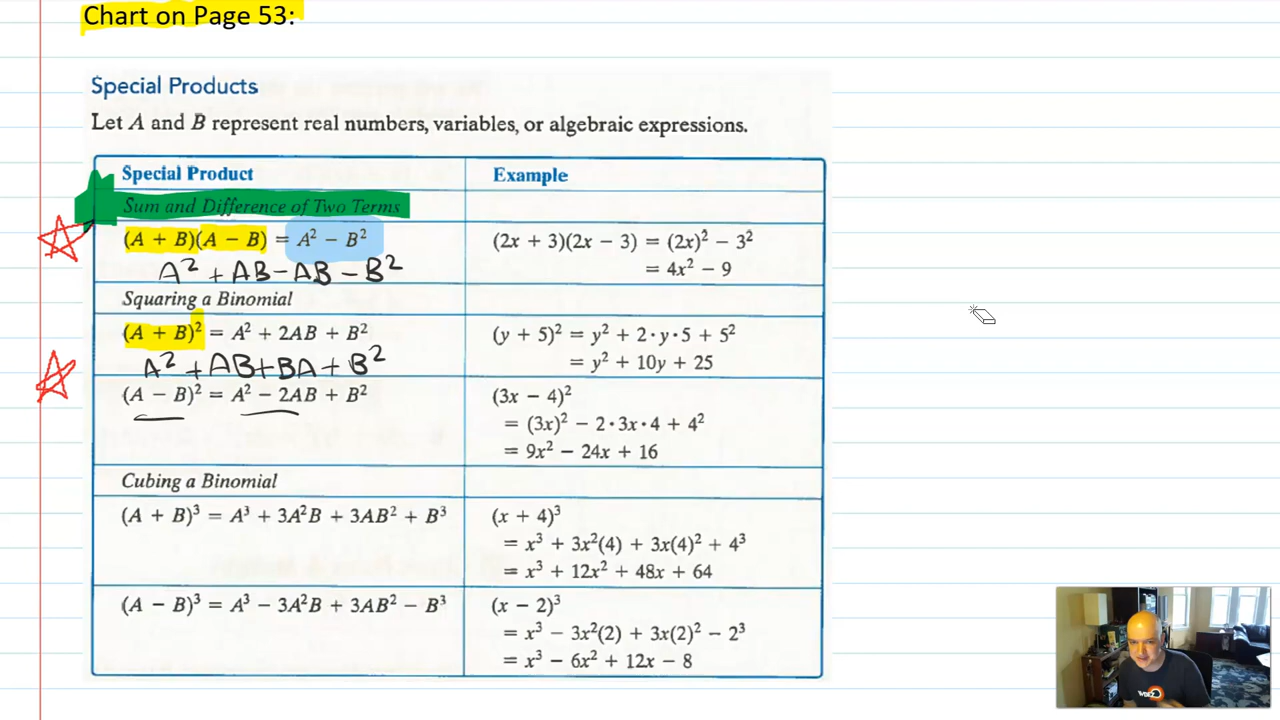 Chart on Page 53:
Special Products
Let A and B represent real numbers, variables, or algebraic expressions.
Special Product Example
Sum and Difference of Two Terms
(A + B)(A − B) = A² − B² (2x + 3)(2x − 3) = (2x)² − 3²
A² + AB − AB − B² = 4x² − 9
Squaring a Binomial
(A + B)² = A² + 2AB + B² (y + 5)² = y² + 2·y·5 + 5²
A² + AB + BA + B² = y² + 10y + 25
(A − B)² = A² − 2AB + B² (3x − 4)²
= (3x)² − 2·3x·4 + 4²
= 9x² − 24x + 16
Cubing a Binomial
(A + B)³ = A³ + 3A²B + 3AB² + B³ (x + 4)³
= x³ + 3x²(4) + 3x(4)² + 4³
= x³ + 12x² + 48x + 64
(A − B)³ = A³ − 3A²B + 3AB² − B³ (x − 2)³
= x³ − 3x²(2) + 3x(2)² − 2³
= x³ − 6x² + 12x − 8